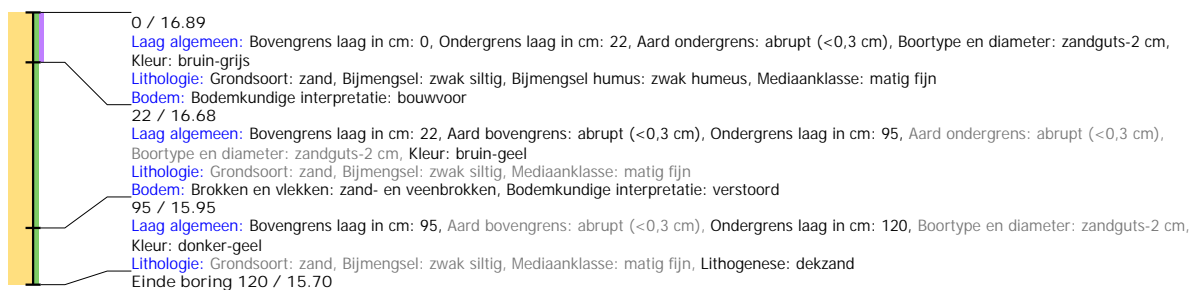 0 / 16.89
Laag algemeen: Bovengrens laag in cm: 0, Ondergrens laag in cm: 22, Aard ondergrens: abrupt (<0,3 cm), Boortype en diameter: zandguts-2 cm,
Kleur: bruin-grijs
Lithologie: Grondsoort: zand, Bijmengsel: zwak siltig, Bijmengsel humus: zwak humeus, Mediaanklasse: matig fijn
Bodem: Bodemkundige interpretatie: bouwvoor
22 / 16.68
Laag algemeen: Bovengrens laag in cm: 22, Aard bovengrens: abrupt (<0,3 cm), Ondergrens laag in cm: 95, Aard ondergrens: abrupt (<0,3 cm),
Boortype en diameter: zandguts-2 cm, Kleur: bruin-geel
Lithologie: Grondsoort: zand, Bijmengsel: zwak siltig, Mediaanklasse: matig fijn
Bodem: Brokken en vlekken: zand- en veenbrokken, Bodemkundige interpretatie: verstoord
95 / 15.95
Laag algemeen: Bovengrens laag in cm: 95, Aard bovengrens: abrupt (<0,3 cm), Ondergrens laag in cm: 120, Boortype en diameter: zandguts-2 cm,
Kleur: donker-geel
Lithologie: Grondsoort: zand, Bijmengsel: zwak siltig, Mediaanklasse: matig fijn, Lithogenese: dekzand
Einde boring 120 / 15.70